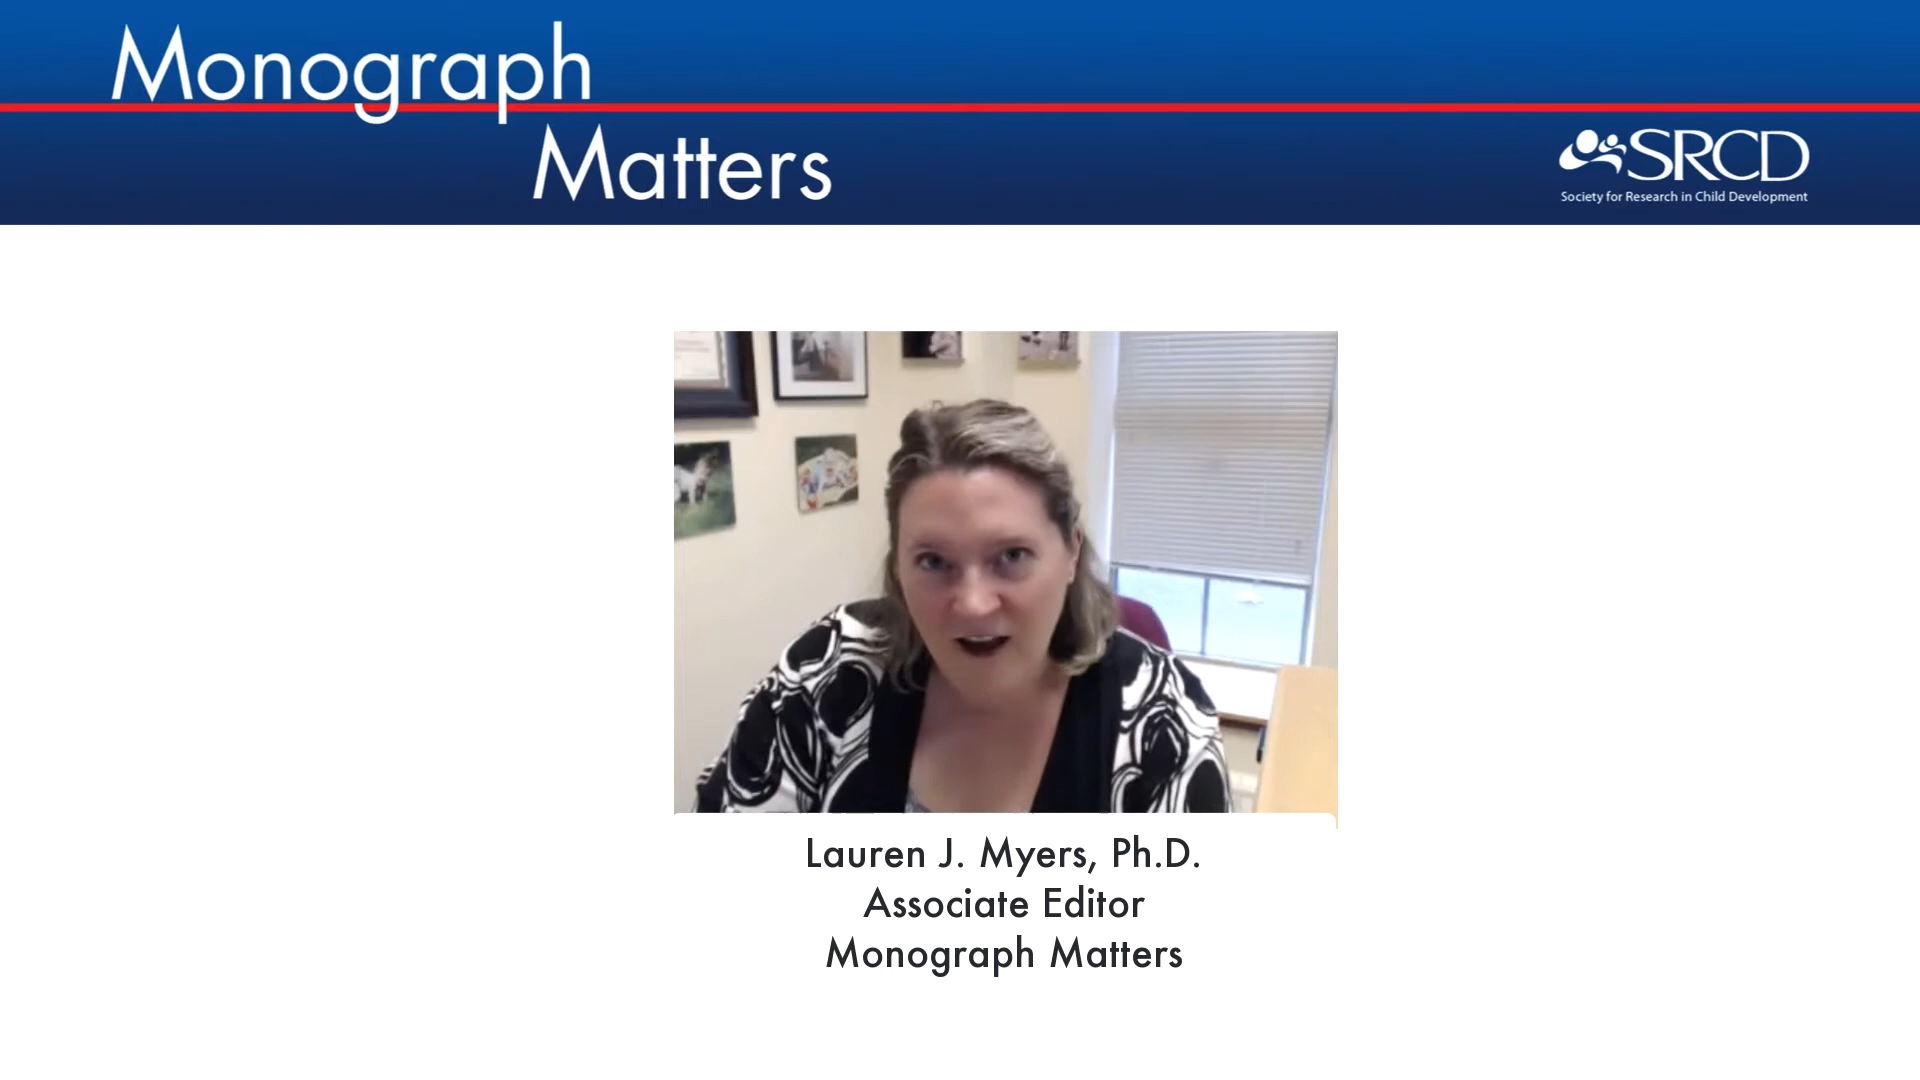 Monograph
Matters
SRCD
Society for Research in Child Development
Lauren J. Myers, Ph.D.
Associate Editor
Monograph Matters